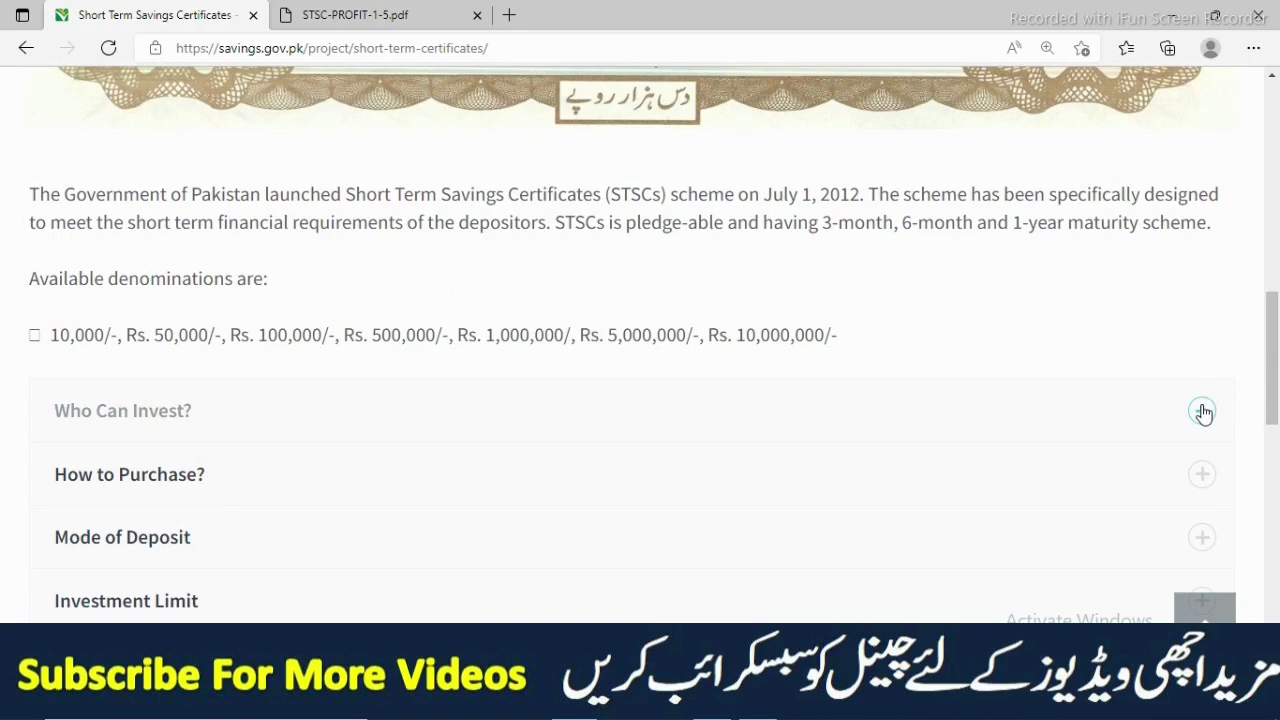 Short Term Savings Certificates -
STSC-PROFIT-1-5.pdf
Recorded with iFun Screen Recorder
https://savings.gov.pk/project/short-term-certificates/
دس ہزار روپے
The Government of Pakistan launched Short Term Savings Certificates (STSCs) scheme on July 1, 2012. The scheme has been specifically designed
to meet the short term financial requirements of the depositors. STSCs is pledge-able and having 3-month, 6-month and 1-year maturity scheme.
Available denominations are:
□ 10,000/-, Rs. 50,000/-, Rs. 100,000/-, Rs. 500,000/-, Rs. 1,000,000/, Rs. 5,000,000/-, Rs. 10,000,000/-
Who Can Invest?
How to Purchase?
Mode of Deposit
Investment Limit
Activate Windows
Subscribe For More Videos
مزید اچھی ویڈیوز کے لئے چینل کو سبسکرائب کریں